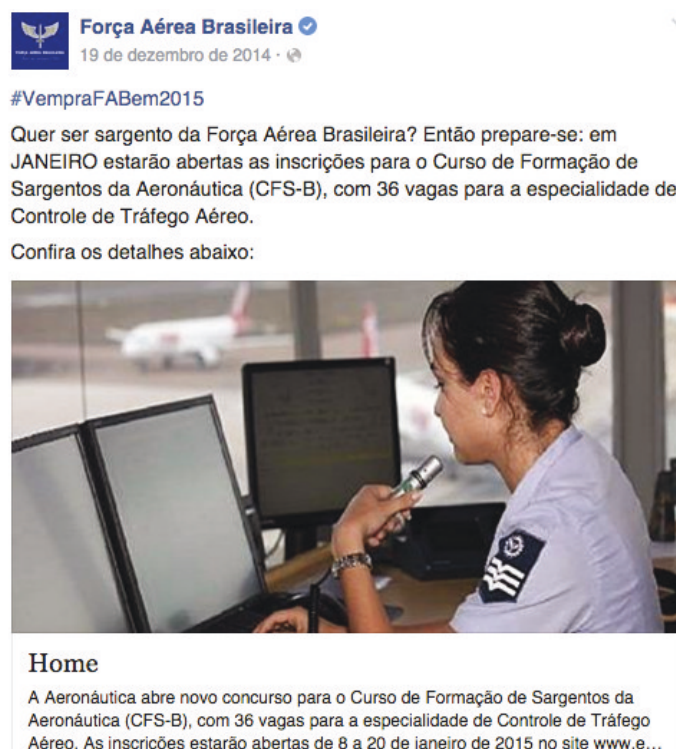 Força Aérea Brasileira
19 de dezembro de 2014 ·
#VempraFABem2015
Quer ser sargento da Força Aérea Brasileira? Então prepare-se: em
JANEIRO estarão abertas as inscrições para o Curso de Formação de
Sargentos da Aeronáutica (CFS-B), com 36 vagas para a especialidade de
Controle de Tráfego Aéreo.
Confira os detalhes abaixo:
Home
A Aeronáutica abre novo concurso para o Curso de Formação de Sargentos da
Aeronáutica (CFS-B), com 36 vagas para a especialidade de Controle de Tráfego
Aéreo. As inscrições estarão abertas de 8 a 20 de janeiro de 2015 no site www.e...